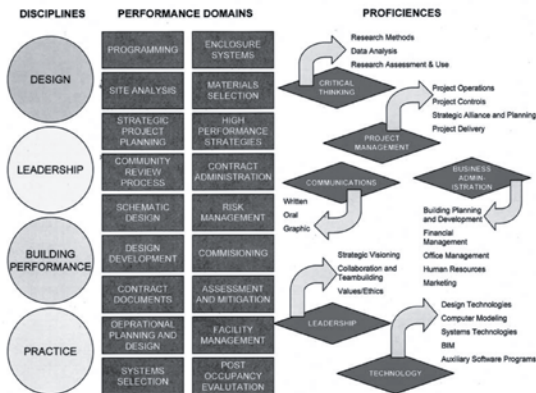 DISCIPLINES
PERFORMANCE DOMAINS
PROFICIENCES
DESIGN
LEADERSHIP
BUILDING
PERFORMANCE
PRACTICE
PROGRAMMING
ENCLOSURE
SYSTEMS
SITE ANALYSIS
MATERIALS
SELECTION
STRATEGIC
PROJECT
PLANNING
HIGH
PERFORMANCE
STRATEGIES
COMMUNITY
REVIEW
PROCESS
CONTRACT
ADMINISTRATION
SCHEMATIC
DESIGN
RISK
MANAGEMENT
DESIGN
DEVELOPMENT
COMMISIONING
CONTRACT
DOCUMENTS
ASSESSMENT
AND MITIGATION
DEPRATIONAL
PLANNING AND
DESIGN
FACILITY
MANAGEMENT
SYSTEMS
SELECTION
POST
OCCUPANCY
EVALUTATION
Research Methods
Data Analysis
Research Assessment & Use
CRITICAL
THINKING
Project Operations
Project Controls
Strategic Alliance and Planning
Project Delivery
PROJECT
MANAGEMENT
COMMUNICATIONS
Written
Oral
Graphic
BUSINESS
ADMIN-
ISTRATION
Building Planning
and Development
Financial
Management
Office Management
Human Resources
Marketing
Strategic Visioning
Collaboration and
Teambuilding
Values/Ethics
LEADERSHIP
Design Technologies
Computer Modeling
Systems Technologies
BIM
Auxiliary Software Programs
TECHNOLOGY